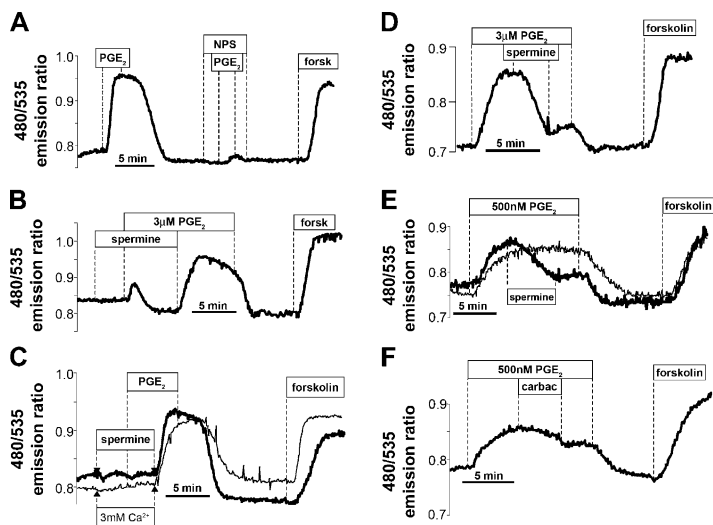 A
480/535
emission ratio
1.0
0.9
0.8
PGE₂
NPS
PGE₂
forsk
5 min
B
480/535
emission ratio
1.0
0.9
0.8
3µM PGE₂
spermine
forsk
5 min
C
480/535
emission ratio
1.0
0.9
0.8
PGE₂
spermine
forskolin
5 min
3mM Ca²⁺
D
480/535
emission ratio
0.9
0.8
0.7
3µM PGE₂
spermine
forskolin
5 min
E
480/535
emission ratio
0.9
0.8
0.7
500nM PGE₂
forskolin
spermine
5 min
F
480/535
emission ratio
0.9
0.8
0.7
500nM PGE₂
carbac
forskolin
5 min